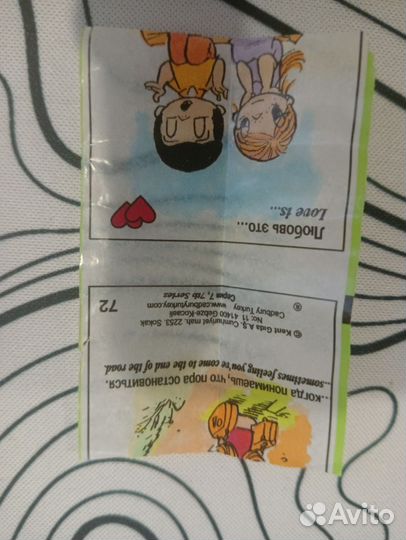 Любовь это...
Love is...
...когда понимаешь, что пора остановиться.
...sometimes feeling you've come to the end of the road.
© Kent Gıda A.Ş. Cumhuriyet mah. 2253. Sokak
No: 11 41400 Gebze-Kocaeli
Cadbury Turkey www.cadburyturkey.com
Серия 7, 7th Series
72
Avito